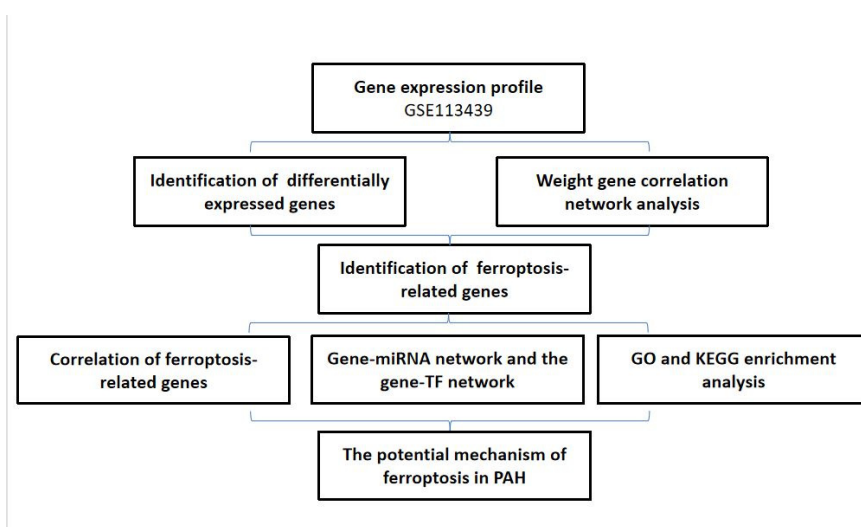 Gene expression profile
GSE113439
Identification of differentially
expressed genes
Weight gene correlation
network analysis
Identification of ferroptosis-
related genes
Correlation of ferroptosis-
related genes
Gene-miRNA network and the
gene-TF network
GO and KEGG enrichment
analysis
The potential mechanism of
ferroptosis in PAH